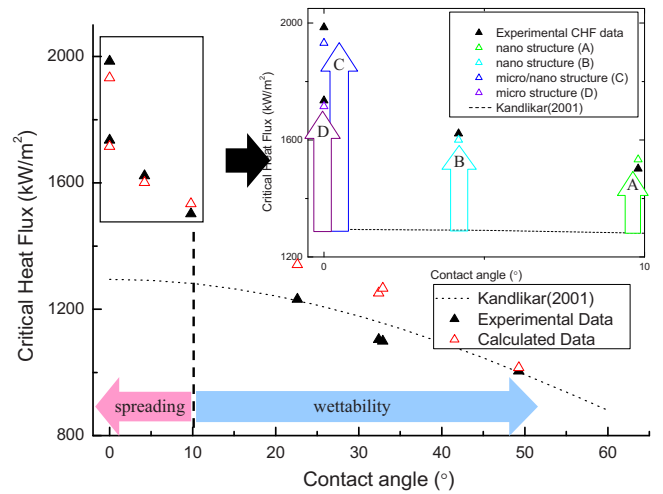 Critical Heat Flux (kW/m²)
2000
1600
1200
800
0
10
20
30
40
50
60
Contact angle (°)
spreading
wettability
Kandlikar(2001)
Experimental Data
Calculated Data
Critical Heat Flux (kW/m²)
2000
1600
1200
0
10
Contact angle (°)
Experimental CHF data
nano structure (A)
nano structure (B)
micro/nano structure (C)
micro structure (D)
Kandlikar(2001)
C
D
B
A